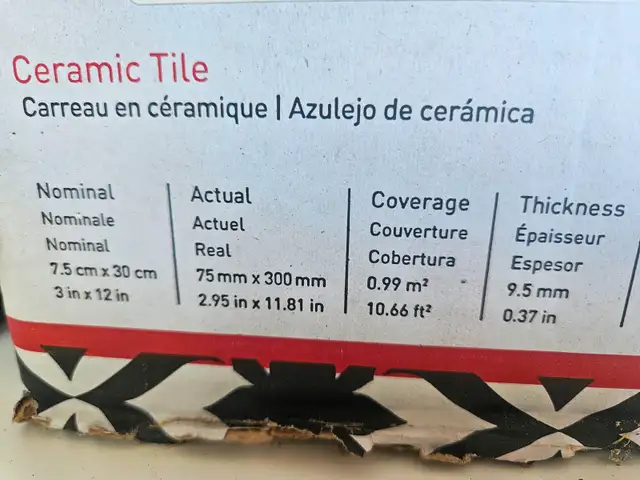 Ceramic Tile
Carreau en céramique | Azulejo de cerámica
Nominal
Nominale
Nominal
7.5 cm x 30 cm
3 in x 12 in
Actual
Actuel
Real
75 mm x 300 mm
2.95 in x 11.81 in
Coverage
Couverture
Cobertura
0.99 m²
10.66 ft²
Thickness
Épaisseur
Espesor
9.5 mm
0.37 in